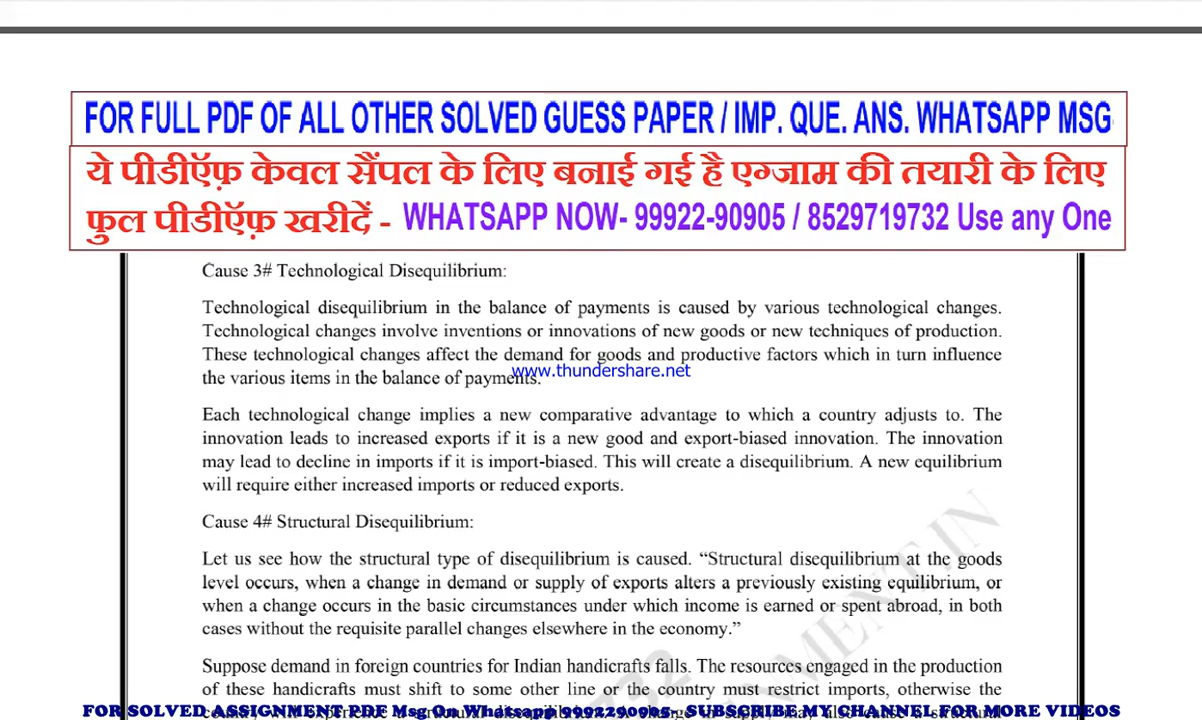 FOR FULL PDF OF ALL OTHER SOLVED GUESS PAPER / IMP. QUE. ANS. WHATSAPP MSG
ये पीडीऍफ़ केवल सैंपल के लिए बनाई गई है एग्जाम की तयारी के लिए
फुल पीडीऍफ़ खरीदें - WHATSAPP NOW- 99922-90905 / 8529719732 Use any One
Cause 3# Technological Disequilibrium:
Technological disequilibrium in the balance of payments is caused by various technological changes.
Technological changes involve inventions or innovations of new goods or new techniques of production.
These technological changes affect the demand for goods and productive factors which in turn influence
the various items in the balance of payments.
www.thundershare.net
Each technological change implies a new comparative advantage to which a country adjusts to. The
innovation leads to increased exports if it is a new good and export-biased innovation. The innovation
may lead to decline in imports if it is import-biased. This will create a disequilibrium. A new equilibrium
will require either increased imports or reduced exports.
Cause 4# Structural Disequilibrium:
Let us see how the structural type of disequilibrium is caused. “Structural disequilibrium at the goods
level occurs, when a change in demand or supply of exports alters a previously existing equilibrium, or
when a change occurs in the basic circumstances under which income is earned or spent abroad, in both
cases without the requisite parallel changes elsewhere in the economy.”
Suppose demand in foreign countries for Indian handicrafts falls. The resources engaged in the production
of these handicrafts must shift to some other line or the country must restrict imports, otherwise the
FOR SOLVED ASSIGNMENT PDF Msg On Whatsapp 9992290905- SUBSCRIBE MY CHANNEL FOR MORE VIDEOS